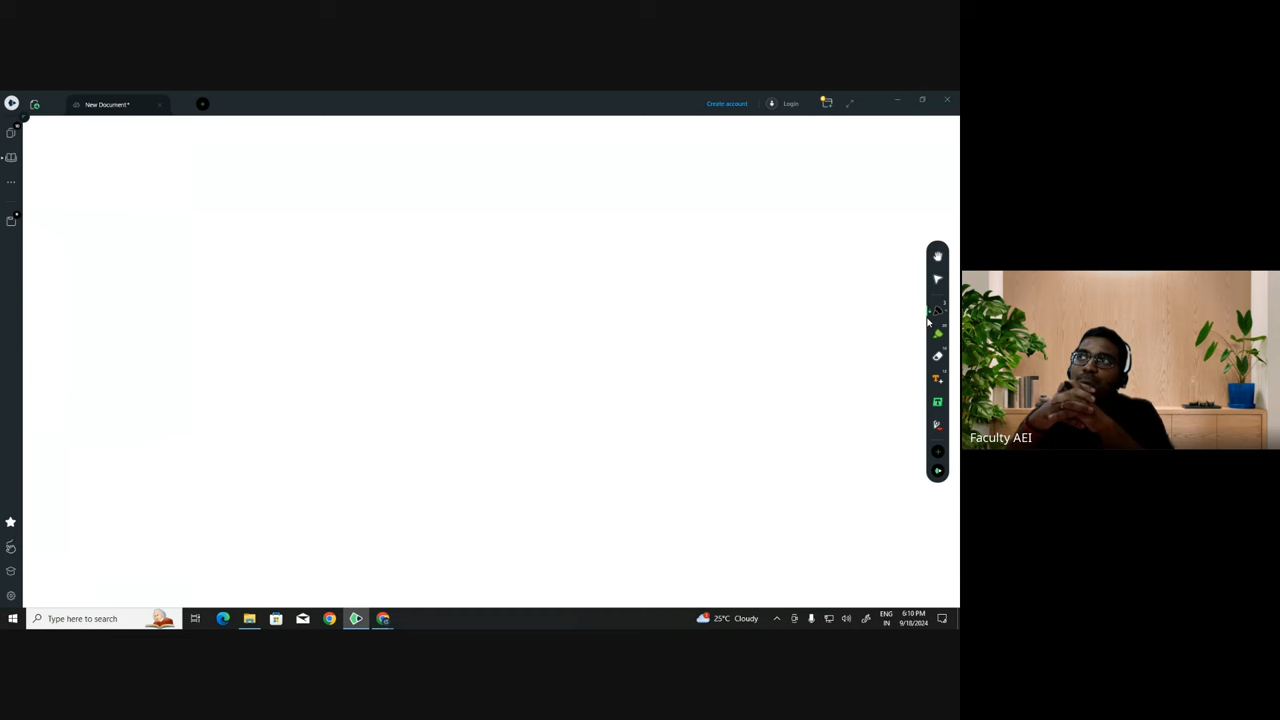 New Document*
Create account
Login
3
Faculty AEI
Type here to search
25°C Cloudy
ENG
IN
6:10 PM
9/18/2024